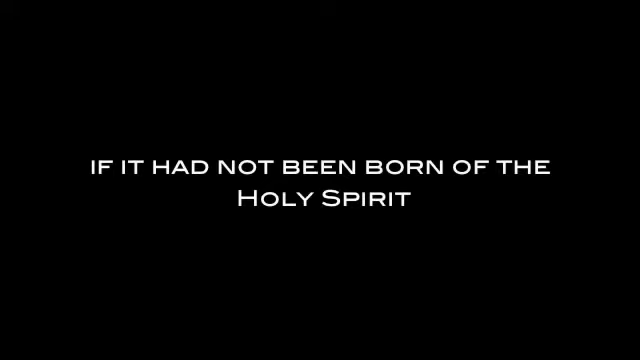 if it had not been born of the
Holy Spirit